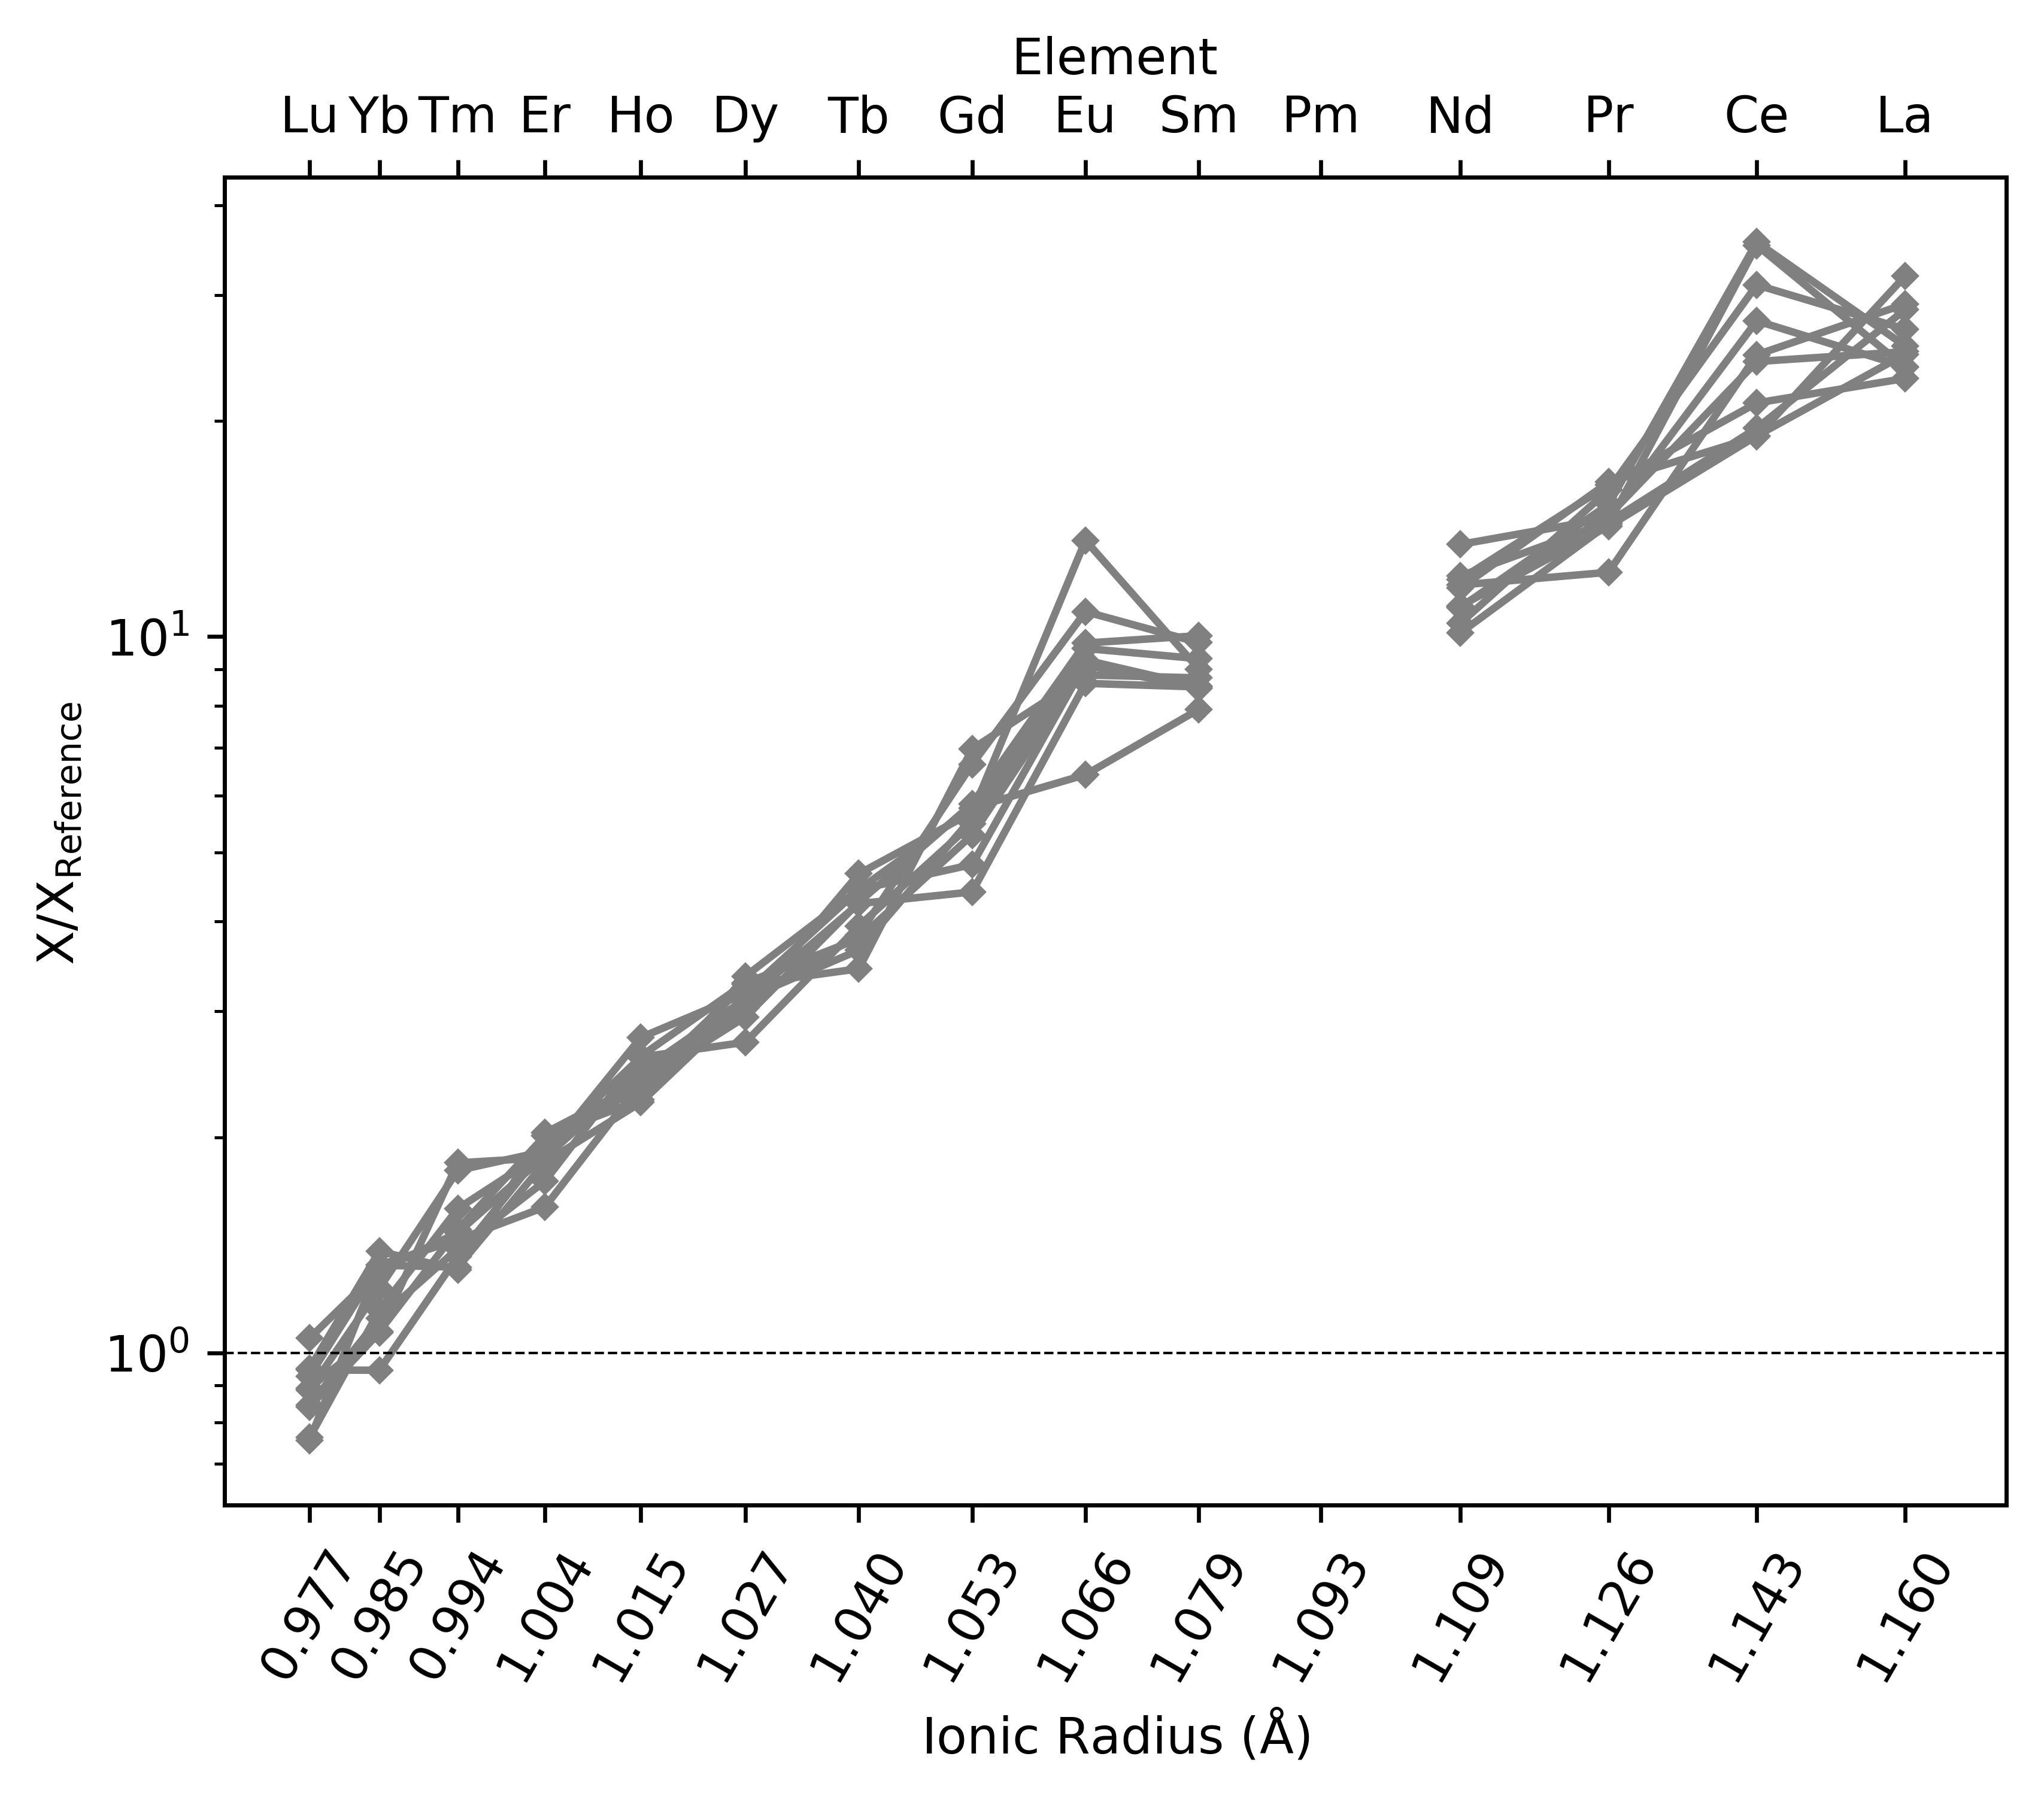 Element
Lu Yb Tm Er Ho Dy Tb Gd Eu Sm Pm Nd Pr Ce La
10¹
X/X_Reference
10⁰
0.977 0.985 0.994 1.004 1.015 1.027 1.040 1.053 1.066 1.079 1.093 1.109 1.126 1.143 1.160
Ionic Radius (Å)